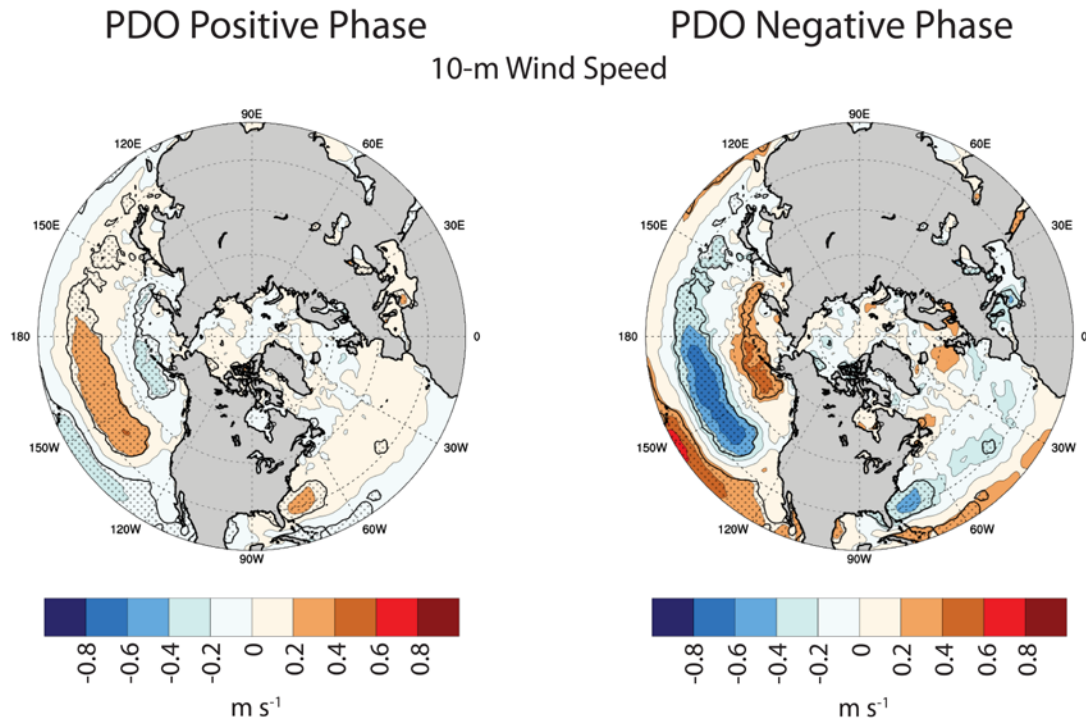 PDO Positive Phase
PDO Negative Phase
10-m Wind Speed
90E
120E
60E
150E
30E
180
0
150W
30W
120W
60W
90W
90E
120E
60E
150E
30E
180
0
150W
30W
120W
60W
90W
-0.8 -0.6 -0.4 -0.2 0 0.2 0.4 0.6 0.8
m s⁻¹
-0.8 -0.6 -0.4 -0.2 0 0.2 0.4 0.6 0.8
m s⁻¹